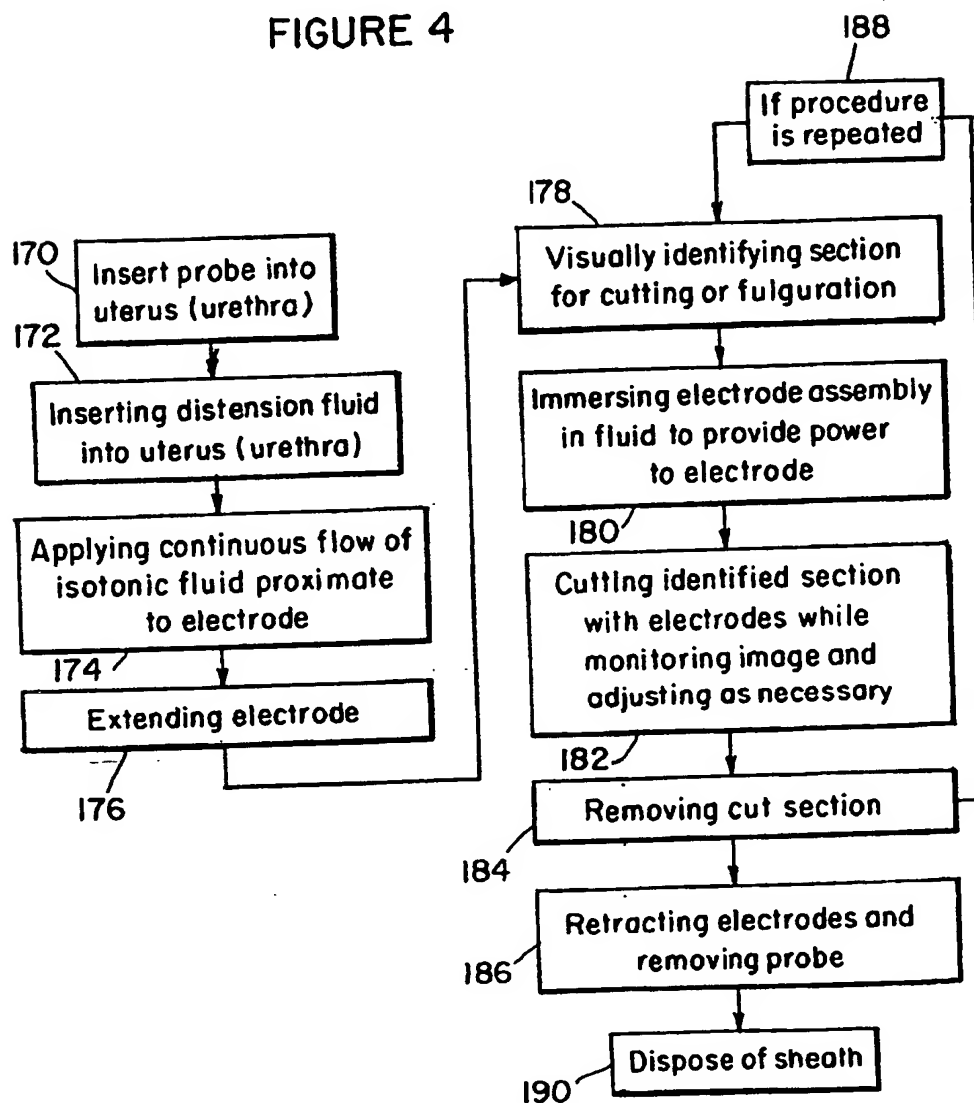 FIGURE 4
170
Insert probe into
uterus (urethra)
172
Inserting distension fluid
into uterus (urethra)
Applying continuous flow of
isotonic fluid proximate
to electrode
174
Extending electrode
176
188
If procedure
is repeated
178
Visually identifying section
for cutting or fulguration
Immersing electrode assembly
in fluid to provide power
to electrode
180
Cutting identified section
with electrodes while
monitoring image and
adjusting as necessary
182
Removing cut section
184
Retracting electrodes and
removing probe
186
Dispose of sheath
190